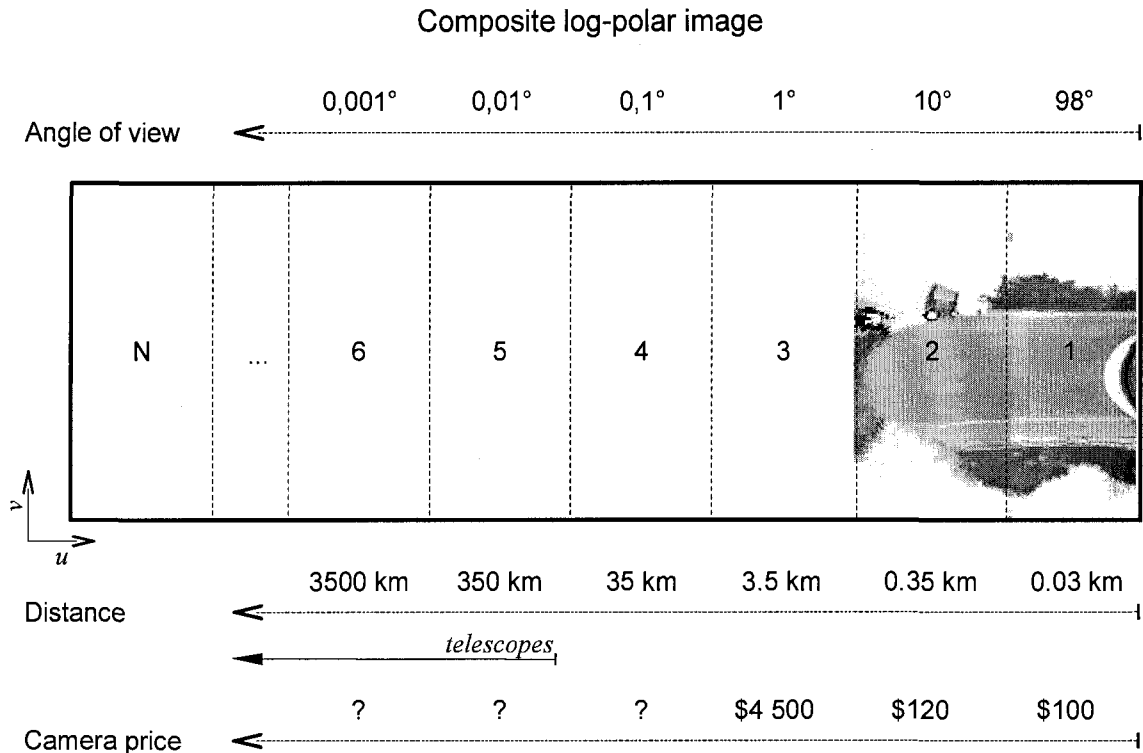 Composite log-polar image
0,001° 0,01° 0,1° 1° 10° 98°
Angle of view
N ... 6 5 4 3 2 1
v
u
3500 km 350 km 35 km 3.5 km 0.35 km 0.03 km
Distance
telescopes
? ? ? $4 500 $120 $100
Camera price